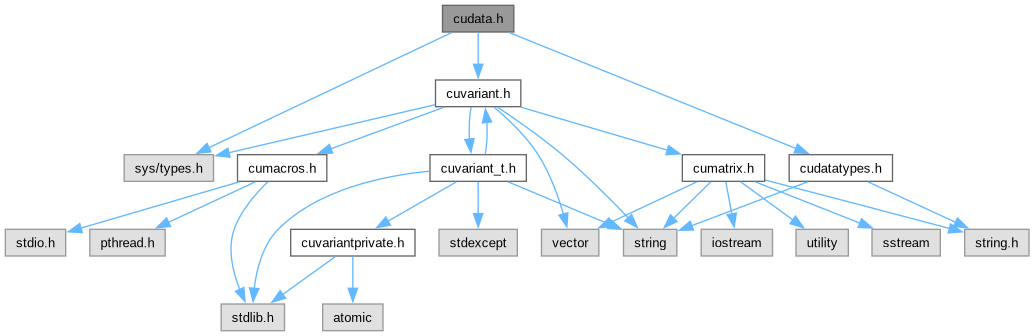 cudata.h
cuvariant.h
sys/types.h
cumacros.h
cuvariant_t.h
cumatrix.h
cudatatypes.h
stdio.h
pthread.h
cuvariantprivate.h
stdexcept
vector
string
iostream
utility
sstream
string.h
stdlib.h
atomic